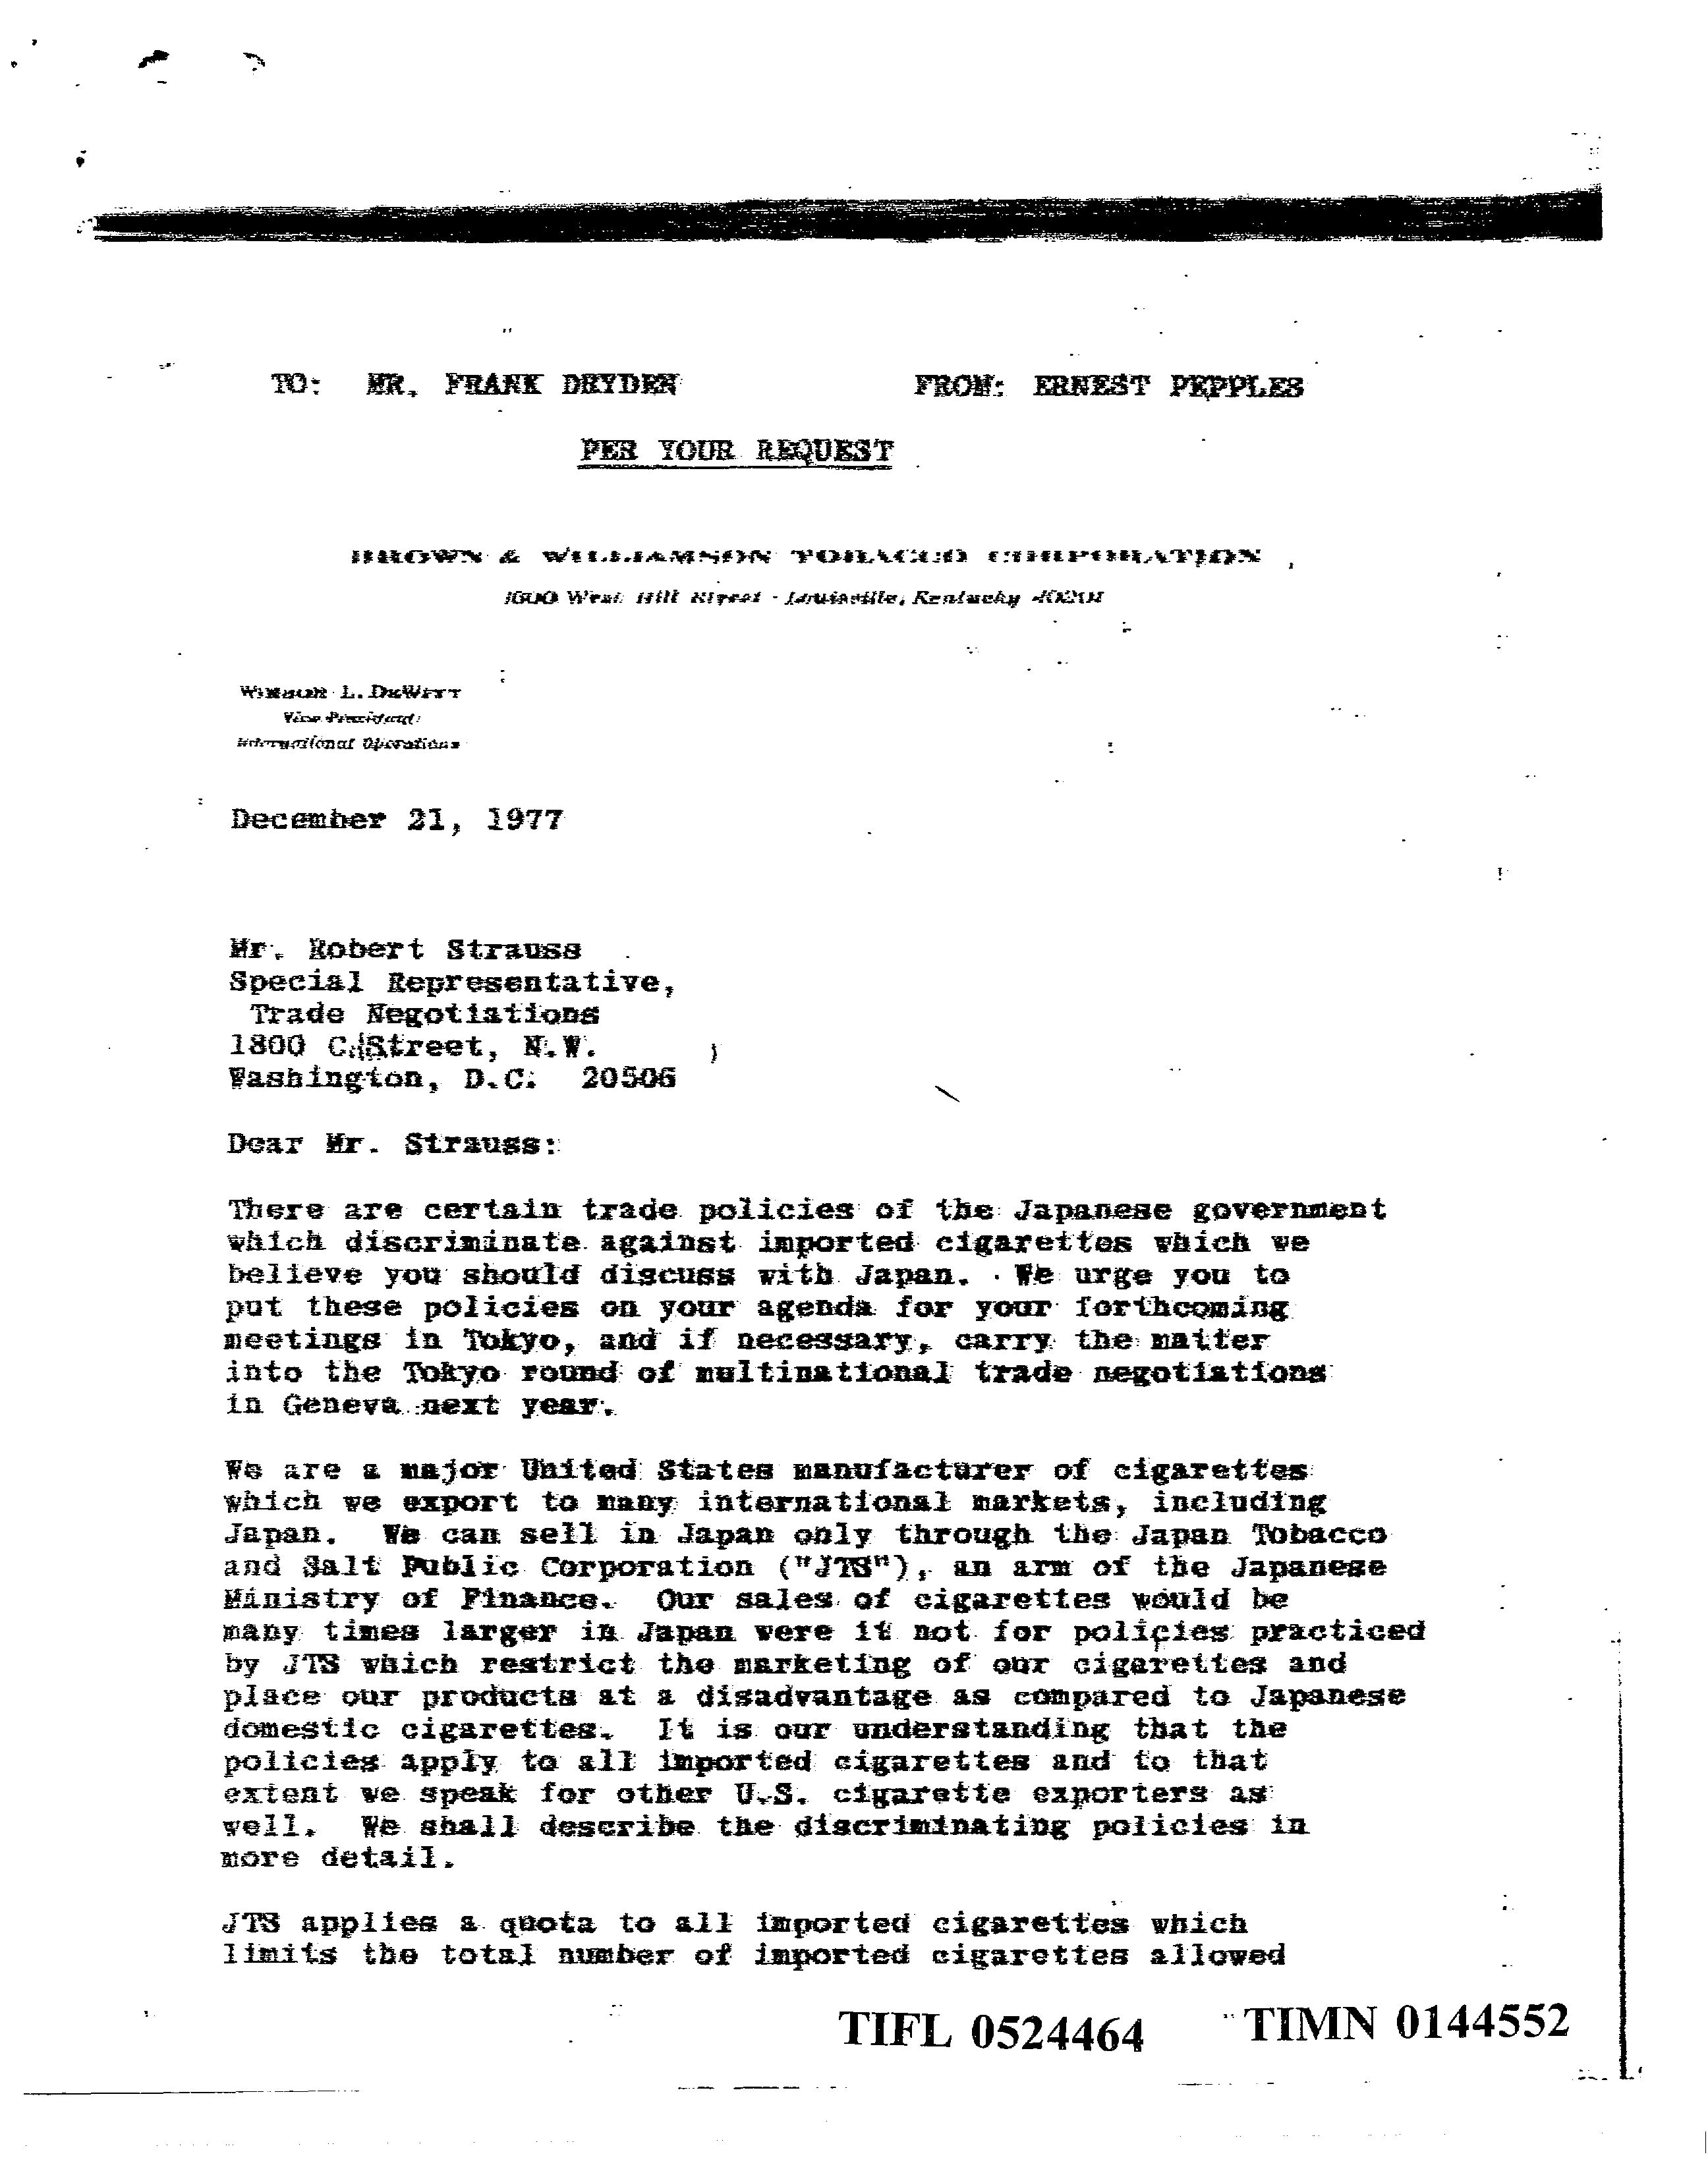 TO: MR. FRANK DRYDEN FROM: ERNEST PEPPLES
PER YOUR REQUEST
BROWN & WILLIAMSON TOBACCO CORPORATION
1600 West Hill Street - Louisville, Kentucky 40201
L. DeWitt
Vice President
International Operations
December 21, 1977
Mr. Robert Strauss
Special Representative,
Trade Negotiations
1800 C Street, N.W.
Washington, D.C. 20506
Dear Mr. Strauss:
There are certain trade policies of the Japanese government
which discriminate against imported cigarettes which we
believe you should discuss with Japan. We urge you to
put these policies on your agenda for your forthcoming
meetings in Tokyo, and if necessary, carry the matter
into the Tokyo round of multinational trade negotiations
in Geneva next year.
We are a major United States manufacturer of cigarettes
which we export to many international markets, including
Japan. We can sell in Japan only through the Japan Tobacco
and Salt Public Corporation ("JTS"), an arm of the Japanese
Ministry of Finance. Our sales of cigarettes would be
many times larger in Japan were it not for policies practiced
by JTS which restrict the marketing of our cigarettes and
place our products at a disadvantage as compared to Japanese
domestic cigarettes. It is our understanding that the
policies apply to all imported cigarettes and to that
extent we speak for other U.S. cigarette exporters as
well. We shall describe the discriminating policies in
more detail.
JTS applies a quota to all imported cigarettes which
limits the total number of imported cigarettes allowed
TIFL 0524464 TIMN 0144552